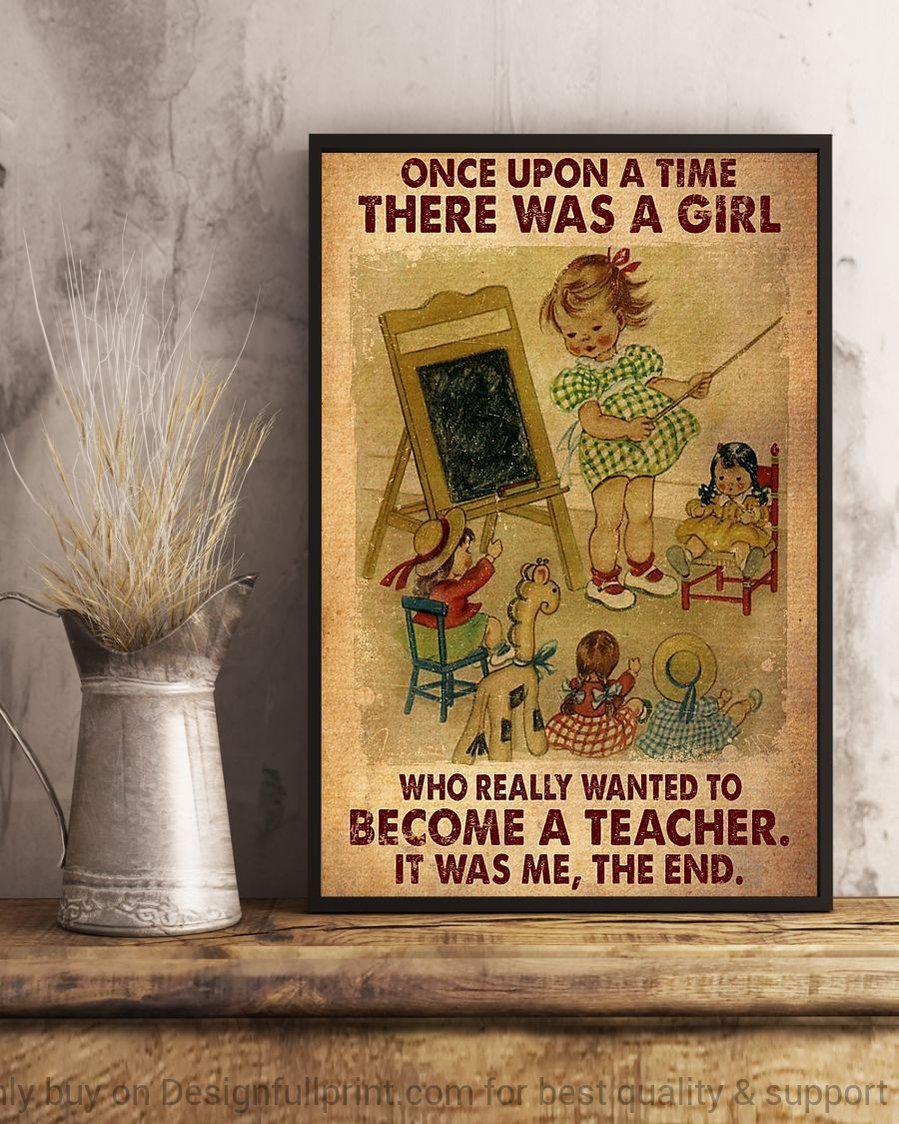 ONCE UPON A TIME
THERE WAS A GIRL
WHO REALLY WANTED TO
BECOME A TEACHER.
IT WAS ME, THE END.
buy on Designfullprint.com for best quality & support